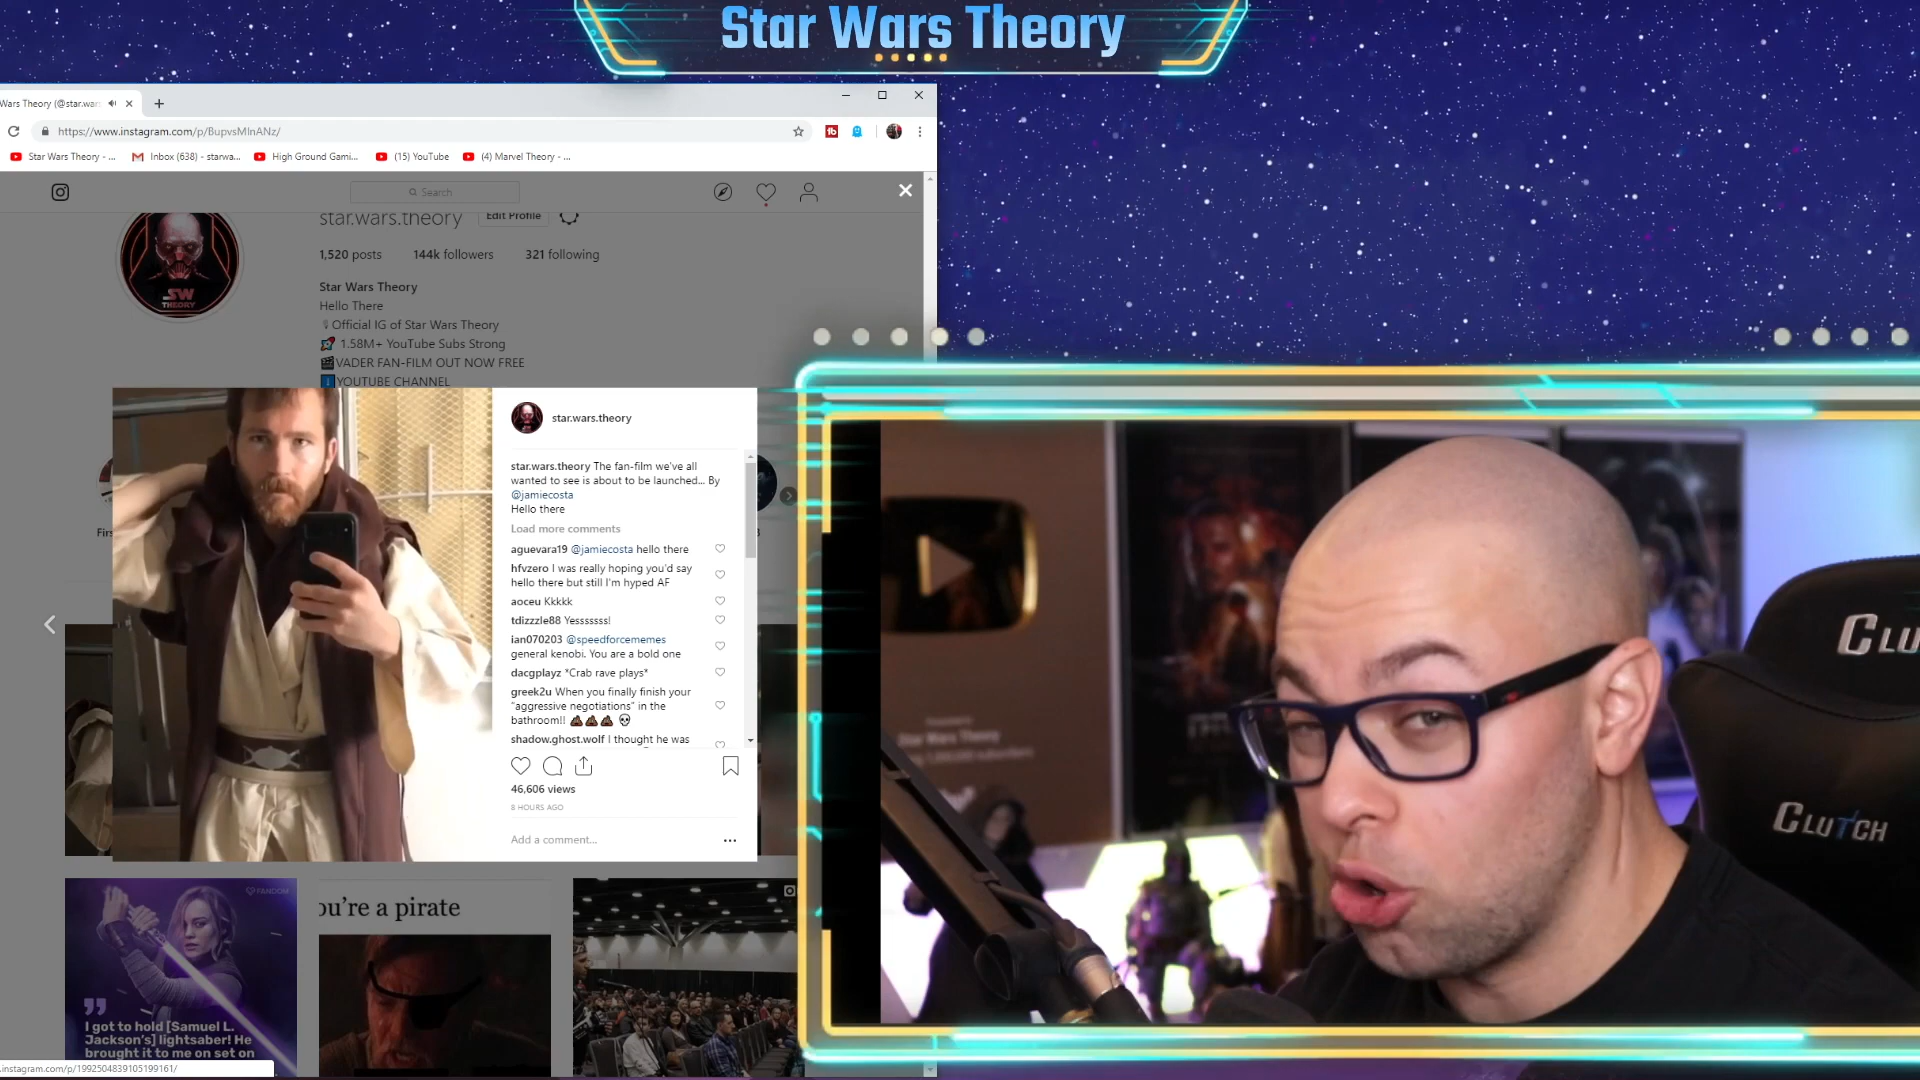 Star Wars Theory
Wars Theory (@star.war
https://www.instagram.com/p/BupvsMlnANz/
Star Wars Theory - ...
Inbox (638) - starwa...
High Ground Gami...
(15) YouTube
(4) Marvel Theory - ...
Search
star.wars.theory
Edit Profile
1,520 posts
144k followers
321 following
Star Wars Theory
Hello There
Official IG of Star Wars Theory
1.58M+ YouTube Subs Strong
VADER FAN-FILM OUT NOW FREE
YOUTUBE CHANNEL
SW
THEORY
star.wars.theory
star.wars.theory The fan-film we've all
wanted to see is about to be launched... By
@jamiecosta
Hello there
Load more comments
aguevara19 @jamiecosta hello there
hfvzero I was really hoping you'd say
hello there but still I'm hyped AF
aoceu Kkkkk
tdizzzle88 Yesssssss!
ian070203 @speedforcememes
general kenobi. You are a bold one
dacgplayz *Crab rave plays*
greek2u When you finally finish your
"aggressive negotiations" in the
bathroom!!
shadow.ghost.wolf I thought he was
46,606 views
8 HOURS AGO
Add a comment...
Firs
FANDOM
I got to hold [Samuel L.
Jackson's] lightsaber! He
brought it to me on set on
ou're a pirate
.instagram.com/p/1992504839105199161/
Star Wars Theory
CLU
CLUTCH